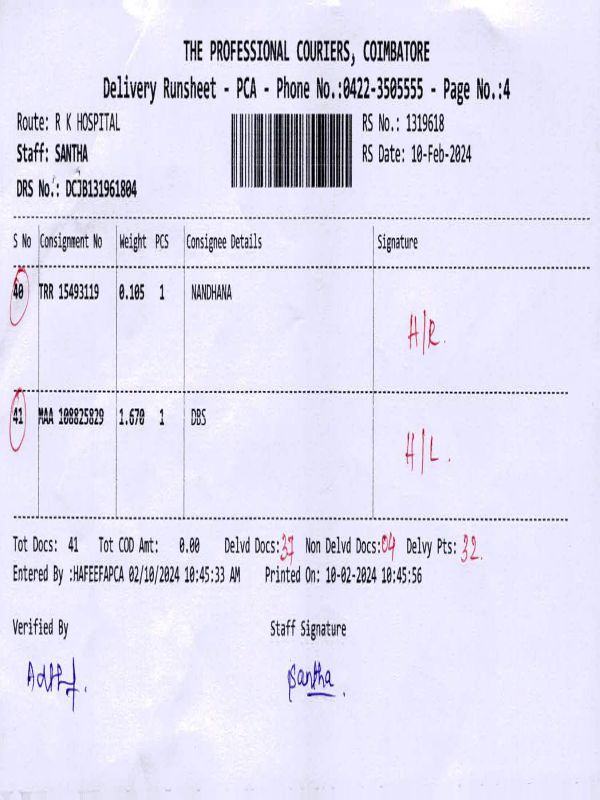 THE PROFESSIONAL COURIERS, COIMBATORE
Delivery Runsheet - PCA - Phone No.:0422-3505555 - Page No.:4
Route: R K HOSPITAL RS No.: 1319618
Staff: SANTHA RS Date: 10-Feb-2024
DRS No.: DCJB131961804
S No Consignment No Weight PCS Consignee Details Signature
40 TRR 15493119 0.105 1 NANDHANA
H/R.
41 MAA 108825829 1.670 1 DBS
H/L.
Tot Docs: 41 Tot COD Amt: 0.00 Delvd Docs:37 Non Delvd Docs:04 Delvy Pts: 32.
Entered By :HAFEEFAPCA 02/10/2024 10:45:33 AM Printed On: 10-02-2024 10:45:56
Verified By Staff Signature
Santha.